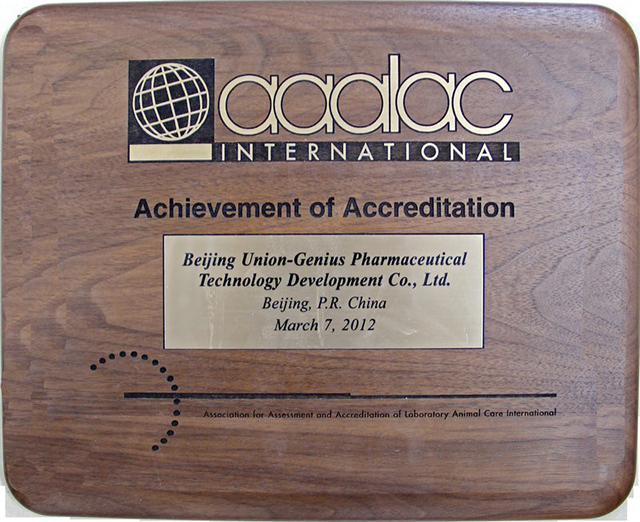 aaalac
INTERNATIONAL
Achievement of Accreditation
Beijing Union-Genius Pharmaceutical
Technology Development Co., Ltd.
Beijing, P.R. China
March 7, 2012
Association for Assessment and Accreditation of Laboratory Animal Care International